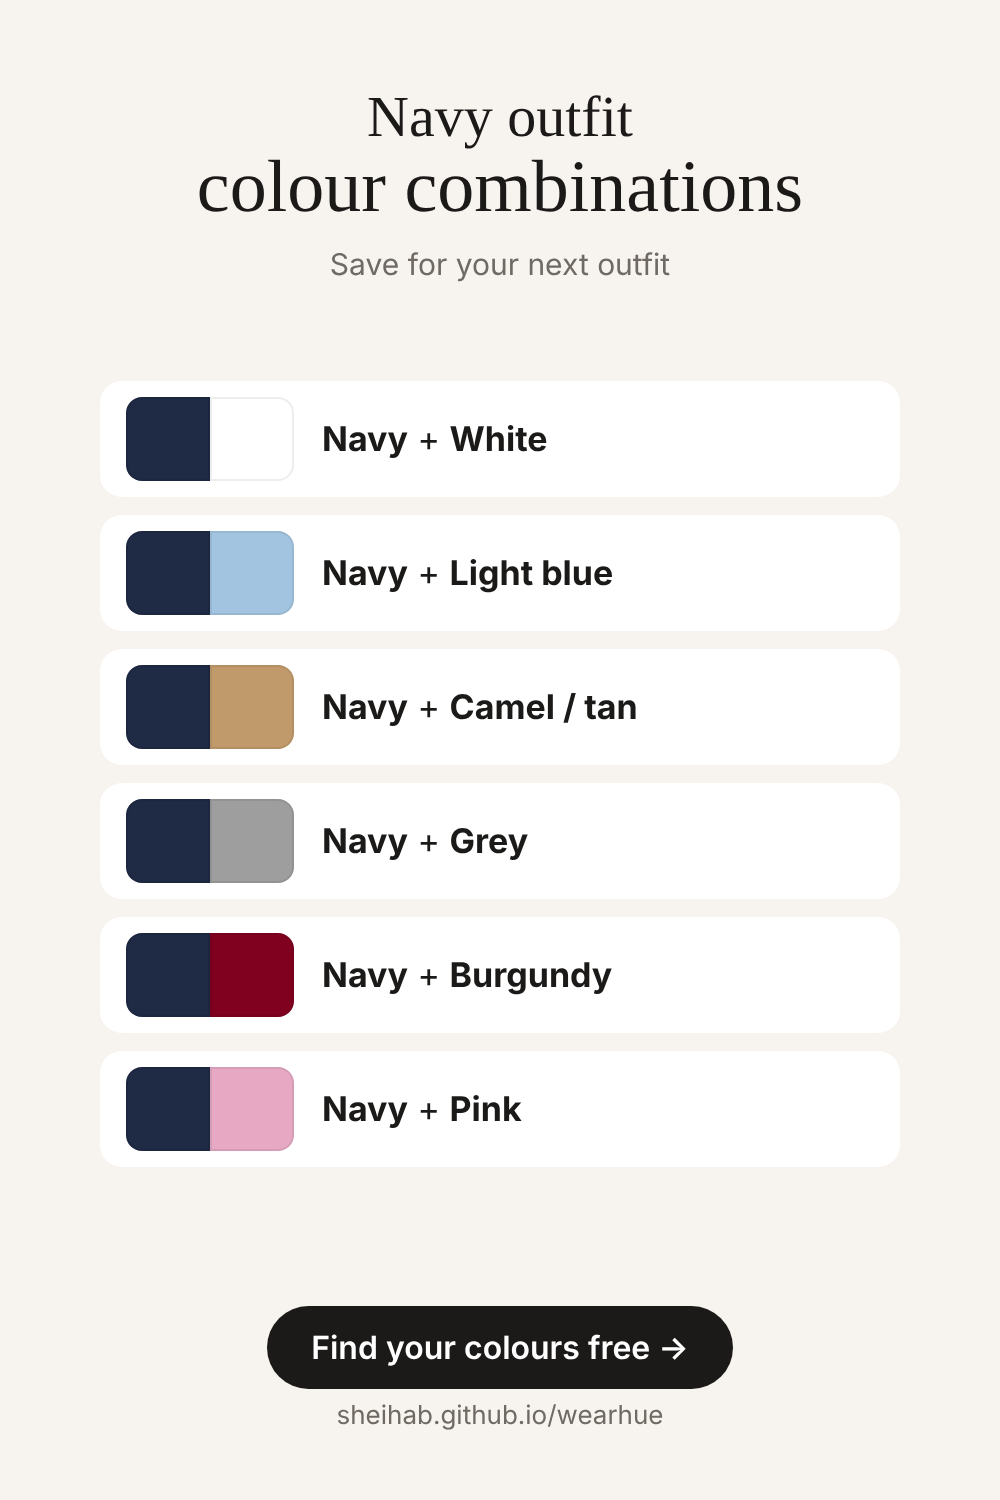 Navy outfit
colour combinations
Save for your next outfit
Navy + White
Navy + Light blue
Navy + Camel / tan
Navy + Grey
Navy + Burgundy
Navy + Pink
Find your colours free →
sheihab.github.io/wearhue